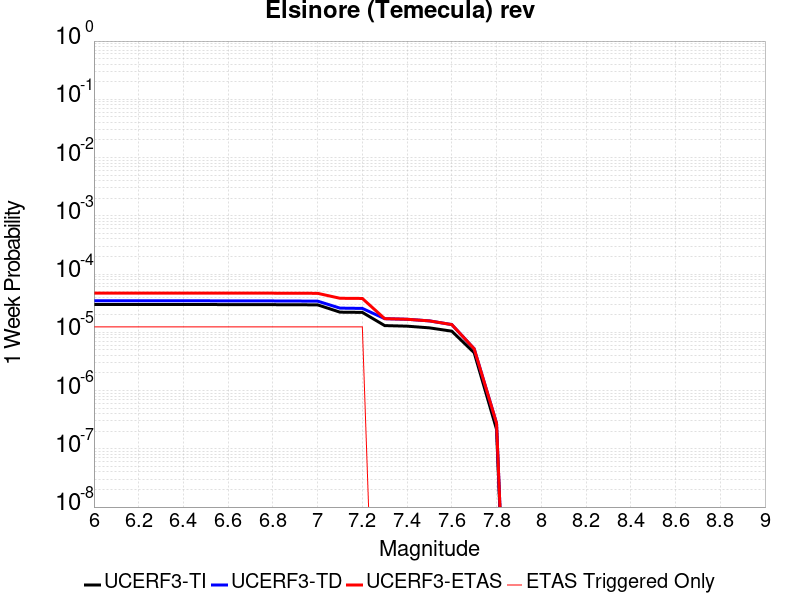 Elsinore (Temecula) rev
10^0
10^-1
10^-2
10^-3
10^-4
10^-5
10^-6
10^-7
10^-8
1 Week Probability
6 6.2 6.4 6.6 6.8 7 7.2 7.4 7.6 7.8 8 8.2 8.4 8.6 8.8 9
Magnitude
UCERF3-TI UCERF3-TD UCERF3-ETAS ETAS Triggered Only